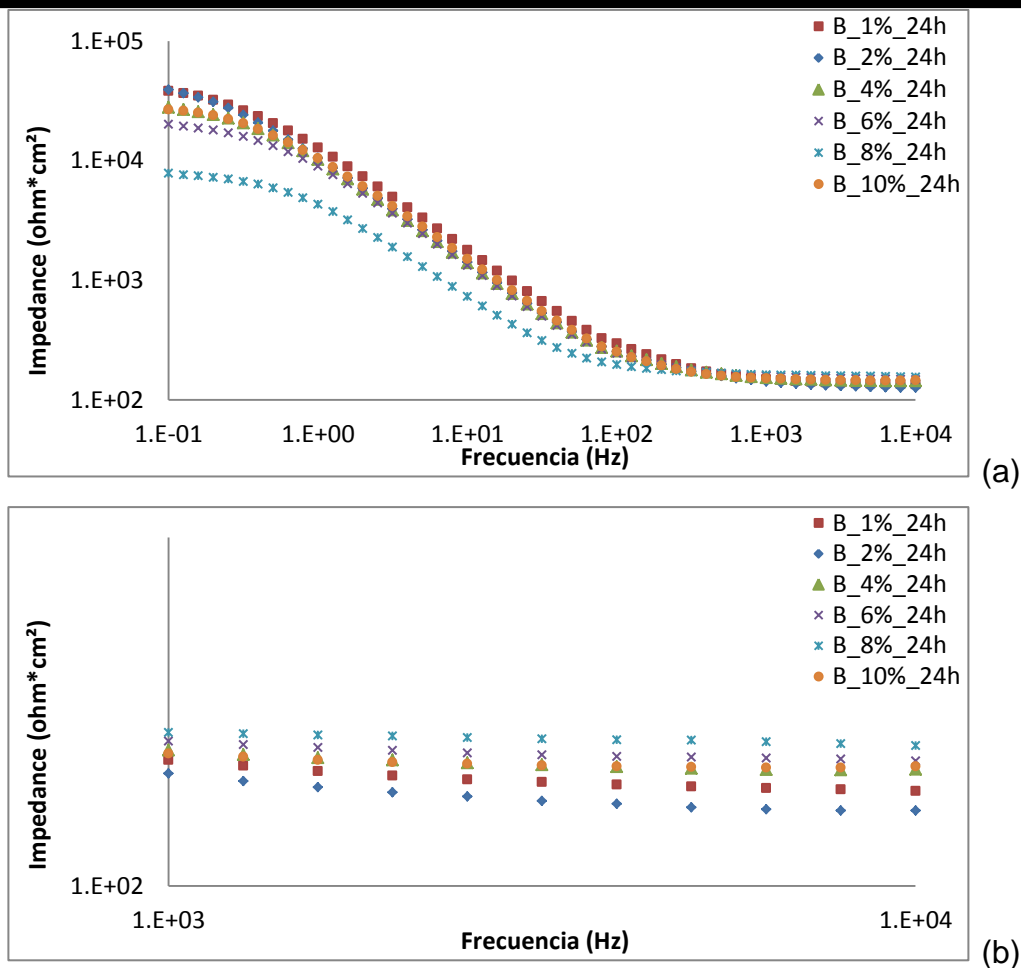 B_1%_24h
B_2%_24h
B_4%_24h
B_6%_24h
B_8%_24h
B_10%_24h
1.E+05
1.E+04
1.E+03
1.E+02
Impedance (ohm*cm²)
1.E-01 1.E+00 1.E+01 1.E+02 1.E+03 1.E+04
Frecuencia (Hz)
(a)
B_1%_24h
B_2%_24h
B_4%_24h
B_6%_24h
B_8%_24h
B_10%_24h
Impedance (ohm*cm²)
1.E+02
1.E+03 1.E+04
Frecuencia (Hz)
(b)